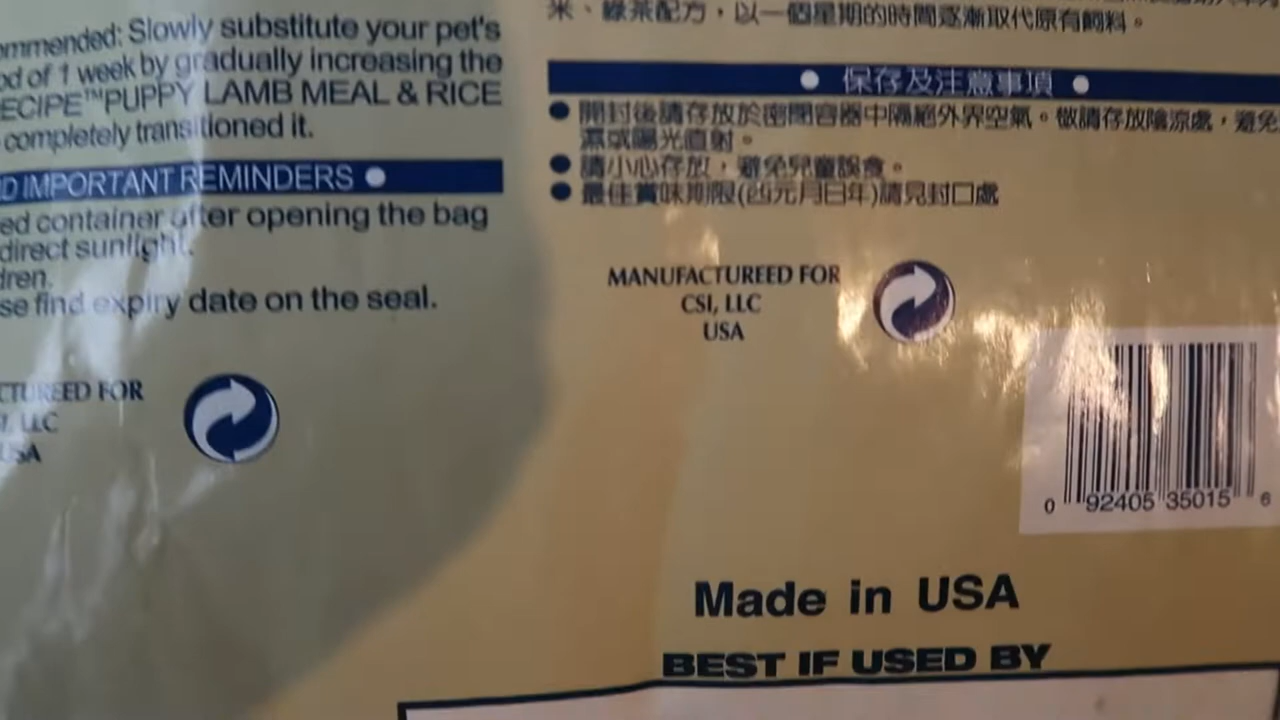 ommended: Slowly substitute your pet's
od of 1 week by gradually increasing the
ECIPE™PUPPY LAMB MEAL & RICE
completely transitioned it.
D IMPORTANT REMINDERS ●
ed container after opening the bag
direct sunlight.
dren.
se find expiry date on the seal.
CTUREED FOR
I, LLC
USA
米、綠茶配方，以一個星期的時間逐漸取代原有飼料。
● 保存及注意事項 ●
● 開封後請存放於密閉容器中隔絕外界空氣。敬請存放陰涼處，避免
濕或陽光直射。
● 請小心存放，避免兒童誤食。
● 最佳賞味期限(西元月日年)請見封口處
MANUFACTUREED FOR
CSI, LLC
USA
0 92405 35015 6
Made in USA
BEST IF USED BY